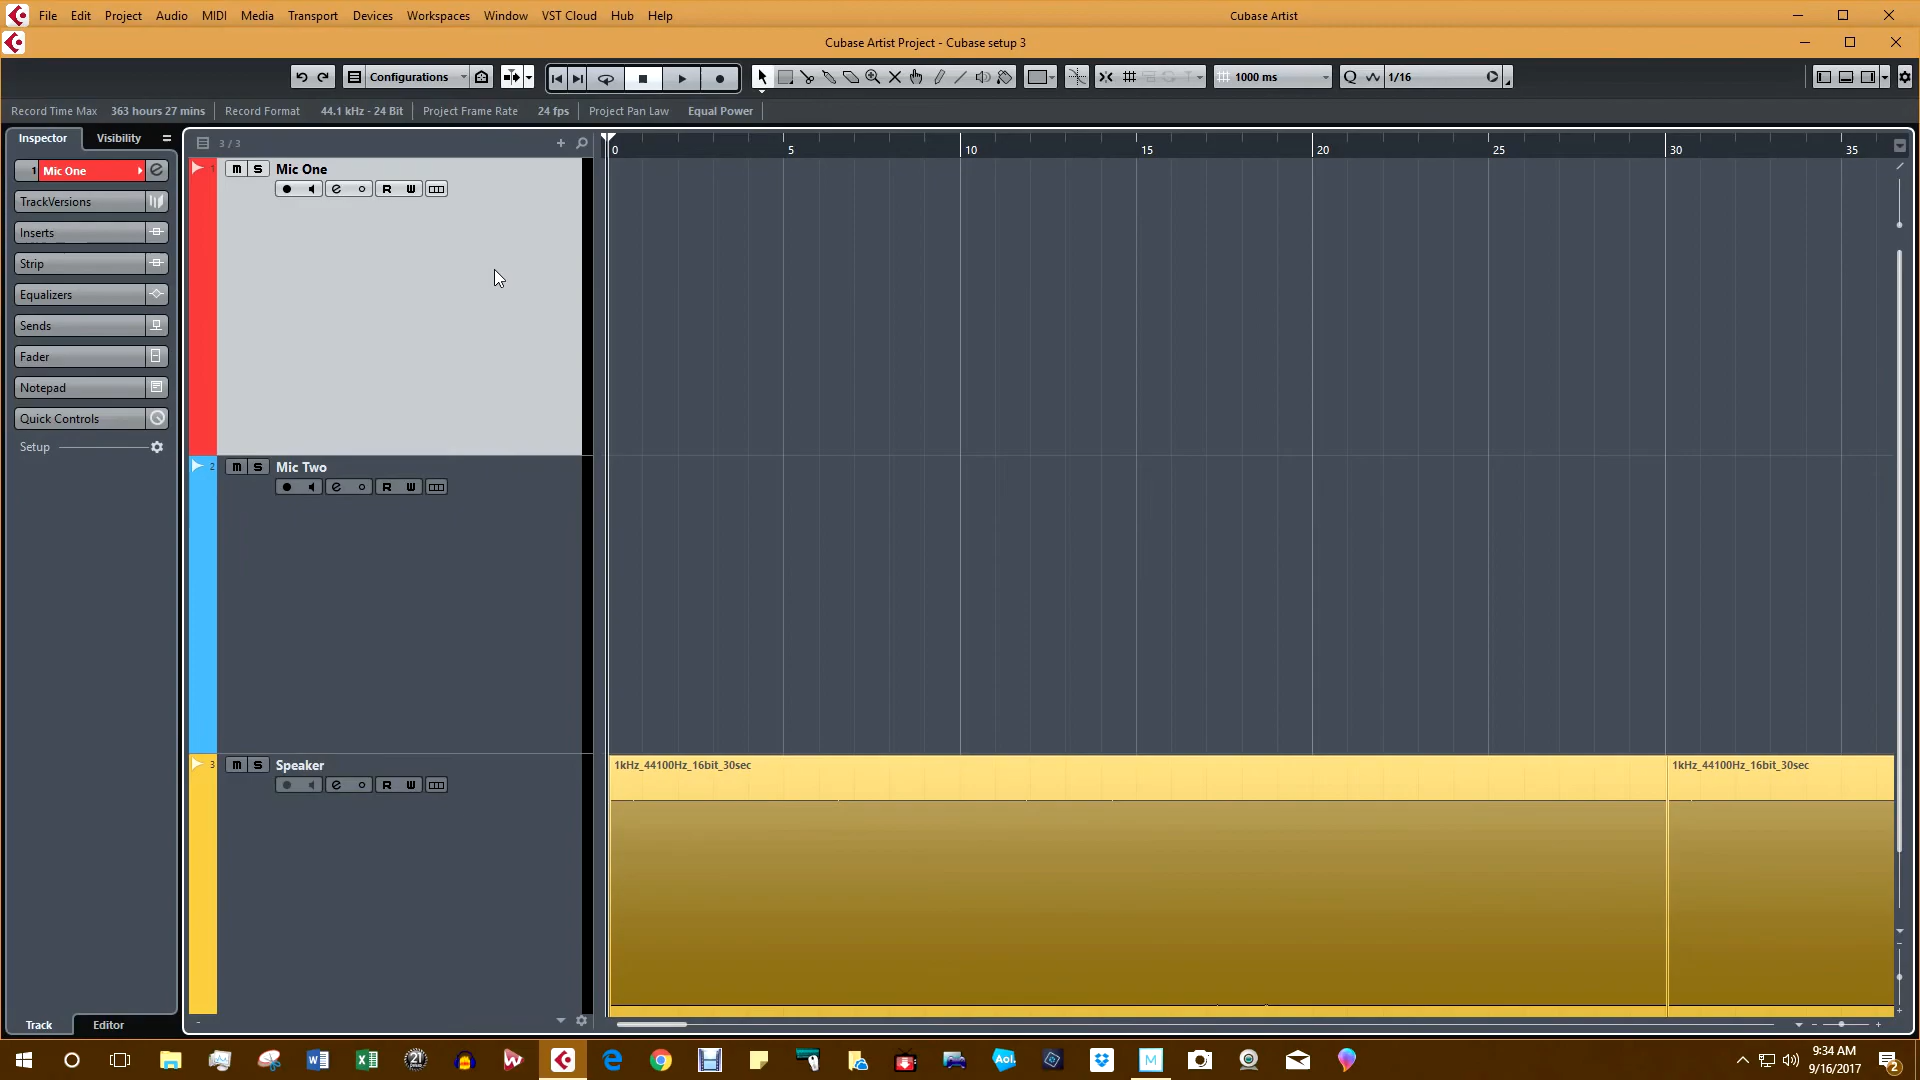 File Edit Project Audio MIDI Media Transport Devices Workspaces Window VST Cloud Hub Help Cubase Artist
Cubase Artist Project - Cubase setup 3
Configurations 1000 ms Q 1/16
Record Time Max 363 hours 27 mins Record Format 44.1 kHz - 24 Bit Project Frame Rate 24 fps Project Pan Law Equal Power
Inspector Visibility 3 / 3
0 5 10 15 20 25 30 35
1 Mic One
1 m S Mic One
e R W
TrackVersions
Inserts
Strip
Equalizers
Sends
Fader
Notepad
Quick Controls
Setup
2 m S Mic Two
e R W
3 m S Speaker
e R W
1kHz_44100Hz_16bit_30sec 1kHz_44100Hz_16bit_30sec
Track Editor
Aol.
9:34 AM
9/16/2017
2